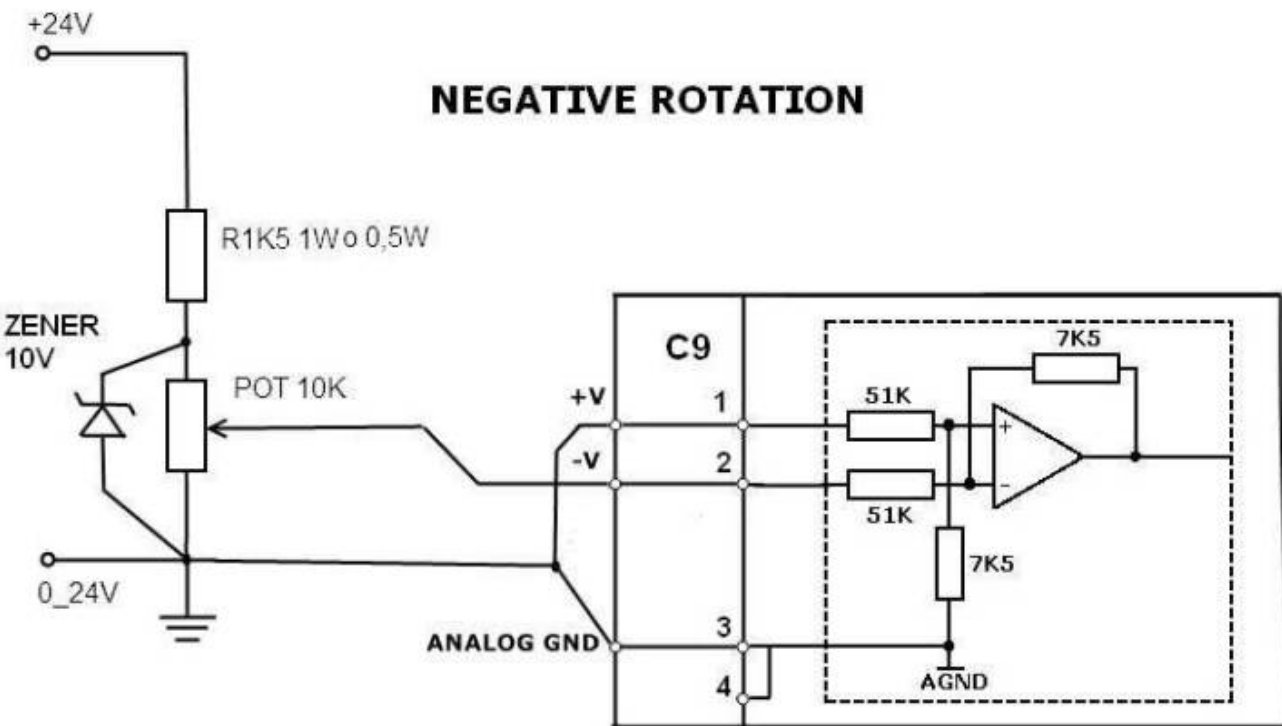 +24V
NEGATIVE ROTATION
R1K5 1W o 0,5W
ZENER
10V
POT 10K
C9
7K5
+V
1
51K
+
-V
2
-
51K
7K5
0_24V
ANALOG GND
3
4
AGND